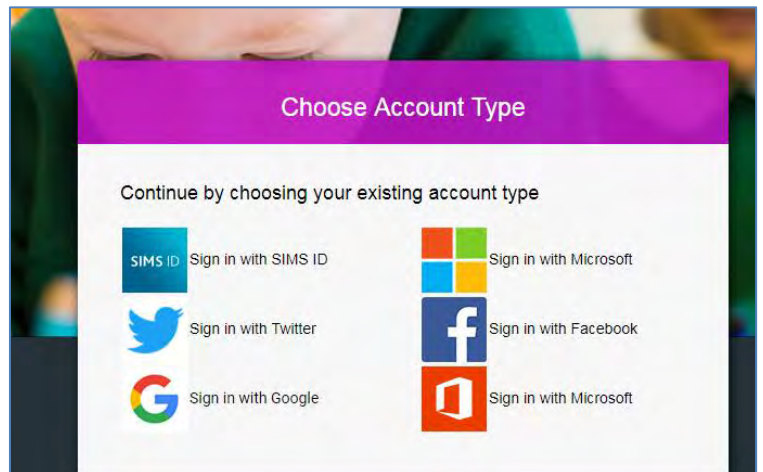 Choose Account Type
Continue by choosing your existing account type
SIMS ID Sign in with SIMS ID
Sign in with Microsoft
Sign in with Twitter
Sign in with Facebook
Sign in with Google
Sign in with Microsoft